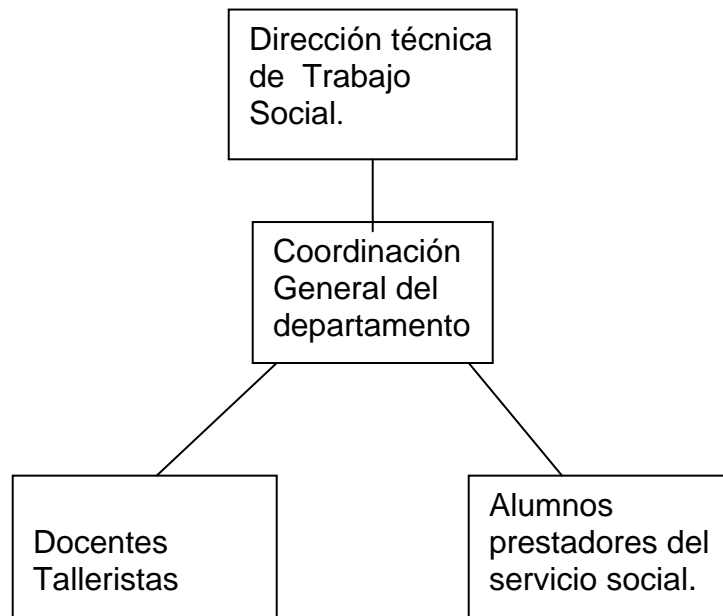 Dirección técnica
de Trabajo
Social.
Coordinación
General del
departamento
Docentes
Talleristas
Alumnos
prestadores del
servicio social.